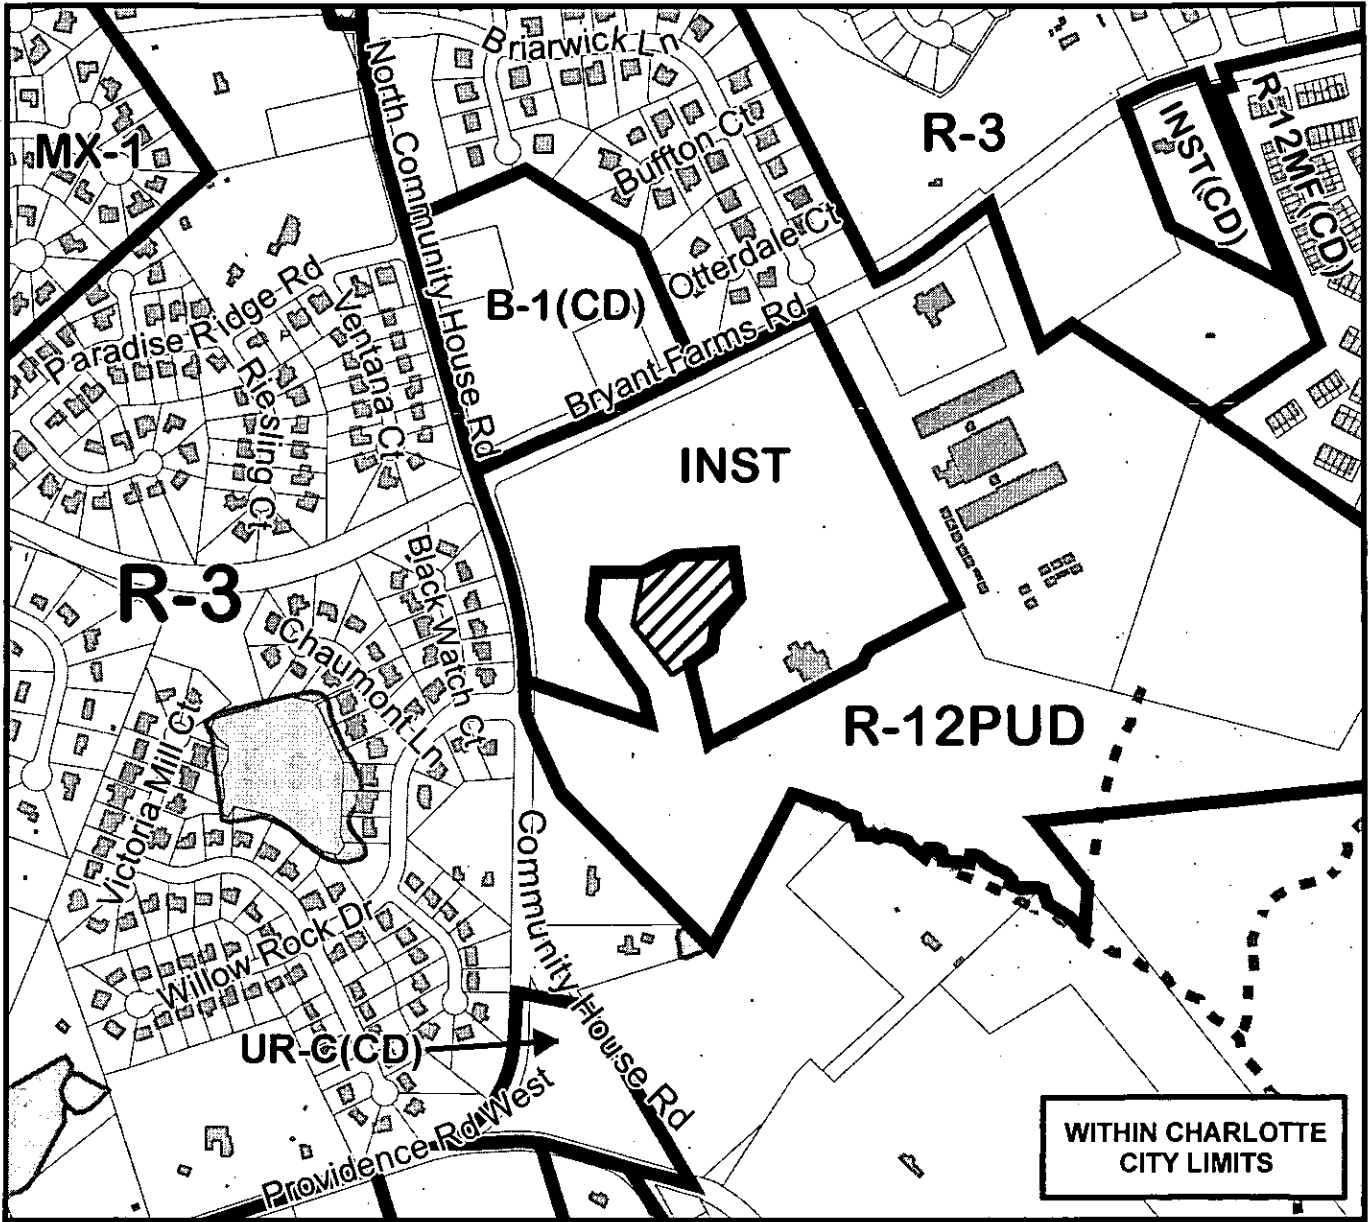 Briarwick Ln
North Community House Rd
R-3
INST(CD)
R-12MF(CD)
MX-1
Buffton Ct
Otterdale Ct
Paradise Ridge Rd
Ventana Ct
B-1(CD)
Bryant Farms Rd
Riesling Ct
INST
R-3
Black Watch Ct
Chaumont Ln
Victoria Mill Ct
R-12PUD
Community House Rd
Willow Rock Dr
UR-C(CD)
Providence Rd West
WITHIN CHARLOTTE
CITY LIMITS